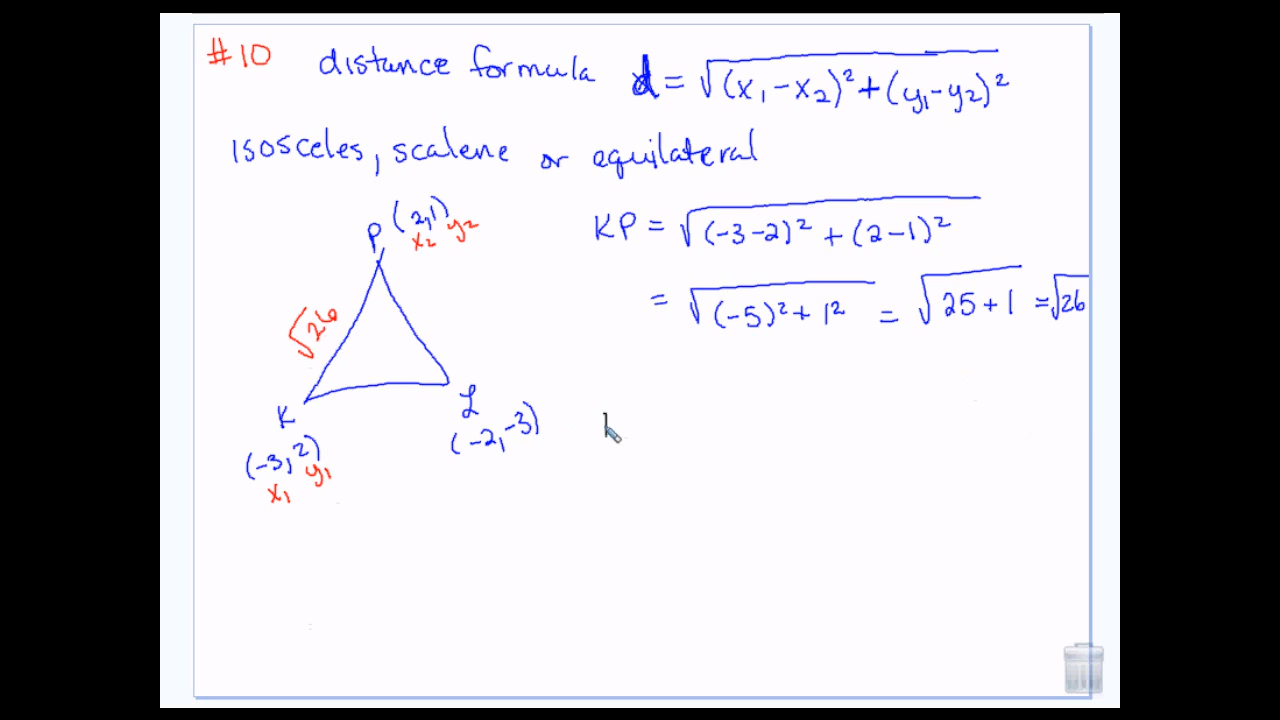 #10 distance formula d = √(x₁-x₂)²+(y₁-y₂)²
isosceles, scalene or equilateral
P (2,1)
x₂ y₂
KP = √(-3-2)² + (2-1)²
= √(-5)² + 1² = √25+1 = √26
√26
K
L
(-3,2)
(-2,-3)
x₁ y₁